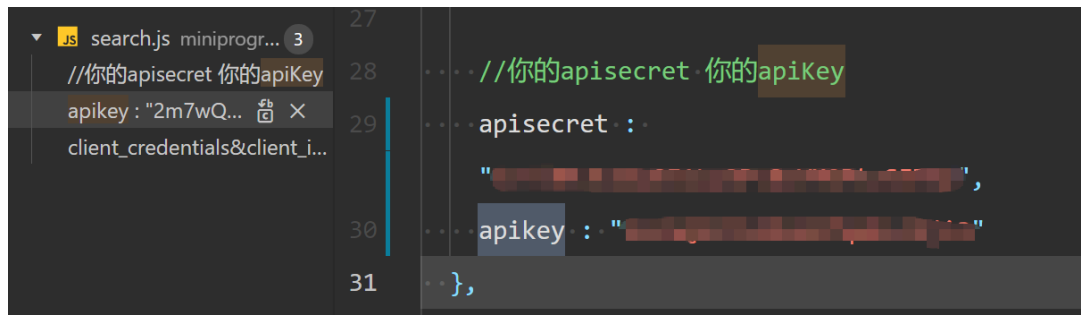 search.js miniprogr... 3
//你的apisecret 你的apiKey
apikey : "2m7wQ...
client_credentials&client_i...
27
28 //你的apisecret 你的apiKey
29 apisecret :
"",
30 apikey : ""
31 },